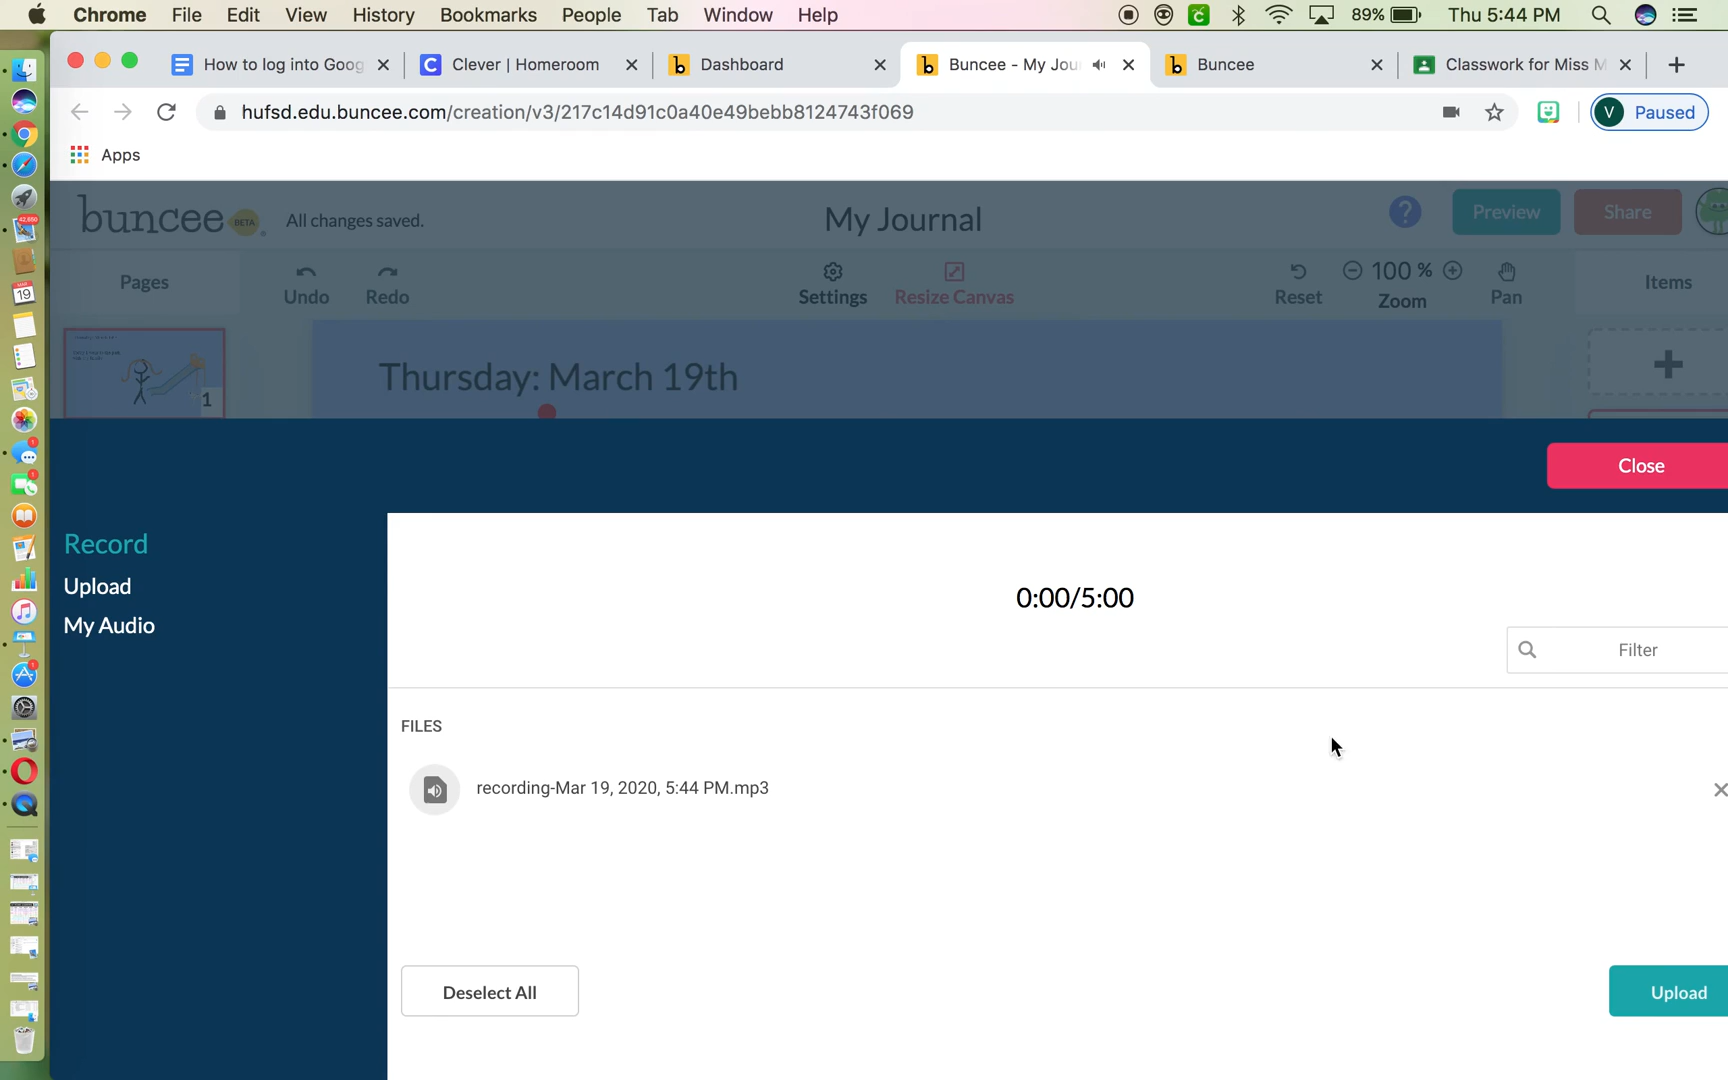 Chrome File Edit View History Bookmarks People Tab Window Help 89% Thu 5:44 PM
How to log into Goog Clever | Homeroom Dashboard Buncee - My Jou Buncee Classwork for Miss M
hufsd.edu.buncee.com/creation/v3/217c14d91c0a40e49bebb8124743f069 V Paused
Apps
buncee BETA All changes saved. My Journal ? Preview Share
Pages Undo Redo Settings Resize Canvas Reset 100 % Zoom Pan Items
Thursday: March 19th
1
Close
Record
Upload
My Audio
0:00/5:00
Filter
FILES
recording-Mar 19, 2020, 5:44 PM.mp3
Deselect All Upload